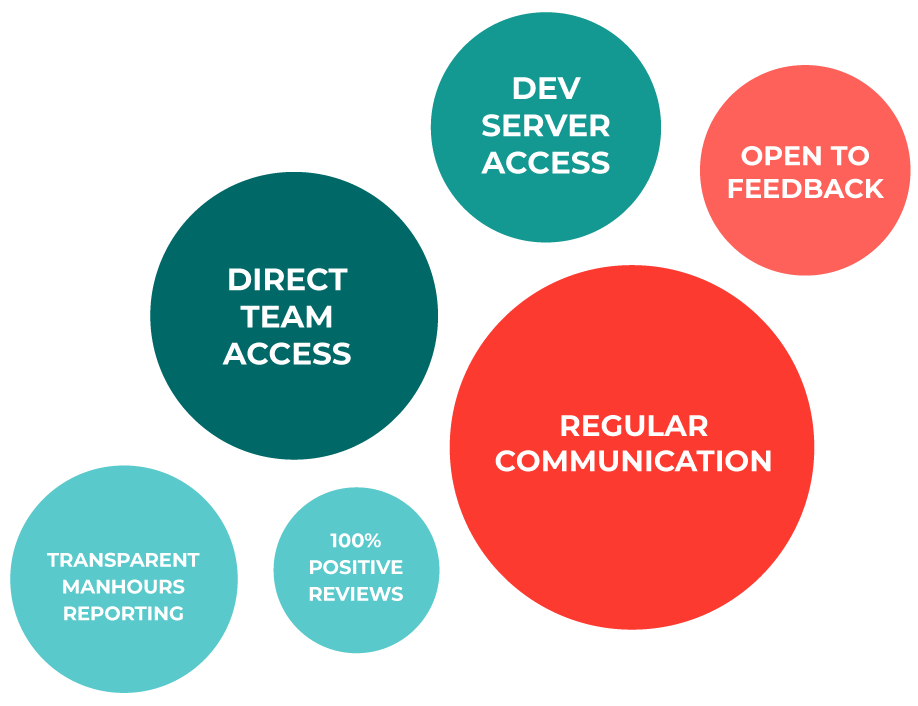 DEV
SERVER
ACCESS
OPEN TO
FEEDBACK
DIRECT
TEAM
ACCESS
REGULAR
COMMUNICATION
TRANSPARENT
MANHOURS
REPORTING
100%
POSITIVE
REVIEWS